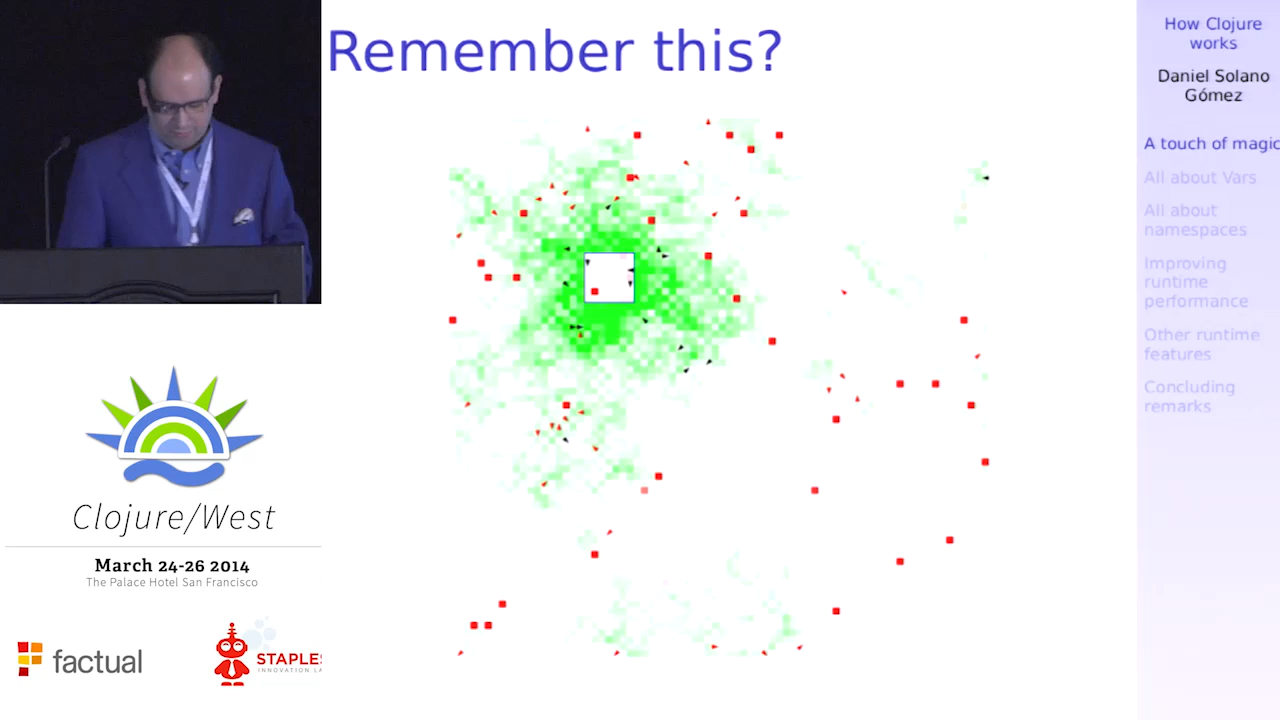 Remember this?
How Clojure
works
Daniel Solano
Gómez
A touch of magic
All about Vars
All about
namespaces
Improving
runtime
performance
Other runtime
features
Concluding
remarks
Clojure/West
March 24-26 2014
The Palace Hotel San Francisco
factual
STAPLES
INNOVATION LA